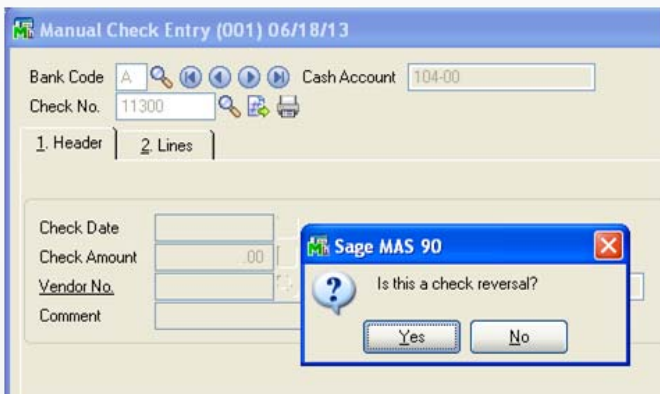 Manual Check Entry (001) 06/18/13
Bank Code A Cash Account 104-00
Check No. 11300
1. Header 2. Lines
Check Date
Check Amount .00
Vendor No.
Comment
Sage MAS 90
Is this a check reversal?
Yes No